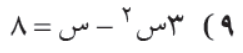 ٩ ) ٣س٢ – س = ٨